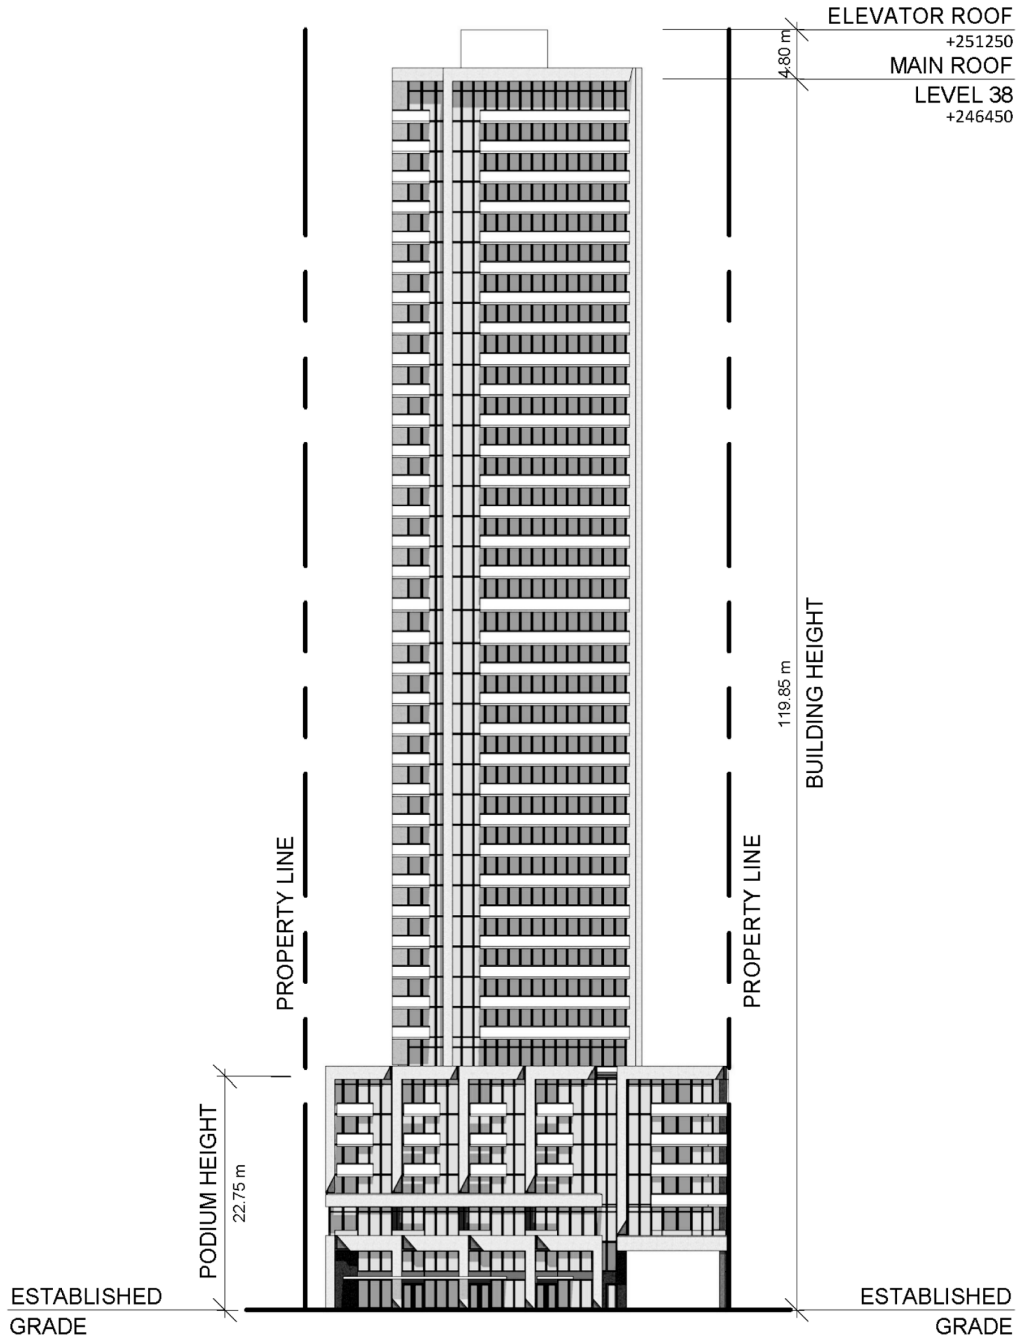 ELEVATOR ROOF
+251250
4.80 m
MAIN ROOF
LEVEL 38
+246450
BUILDING HEIGHT
119.85 m
PROPERTY LINE
PROPERTY LINE
PODIUM HEIGHT
22.75 m
ESTABLISHED
GRADE
ESTABLISHED
GRADE